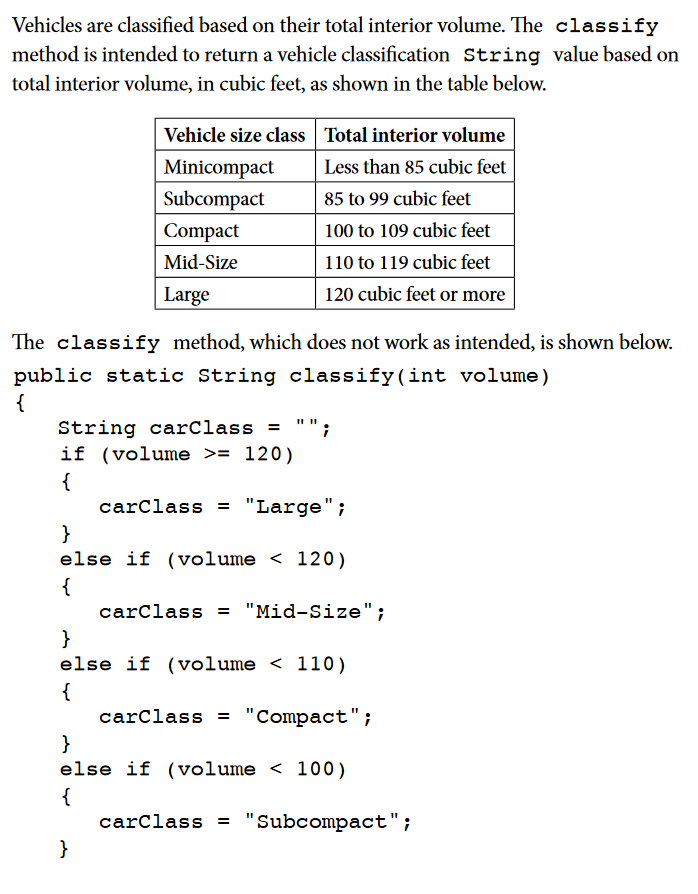 Vehicles are classified based on their total interior volume. The classify
method is intended to return a vehicle classification String value based on
total interior volume, in cubic feet, as shown in the table below.
Vehicle size class Total interior volume
Minicompact Less than 85 cubic feet
Subcompact 85 to 99 cubic feet
Compact 100 to 109 cubic feet
Mid-Size 110 to 119 cubic feet
Large 120 cubic feet or more
The classify method, which does not work as intended, is shown below.
public static String classify(int volume)
{
String carClass = "";
if (volume >= 120)
{
carClass = "Large";
}
else if (volume < 120)
{
carClass = "Mid-Size";
}
else if (volume < 110)
{
carClass = "Compact";
}
else if (volume < 100)
{
carClass = "Subcompact";
}